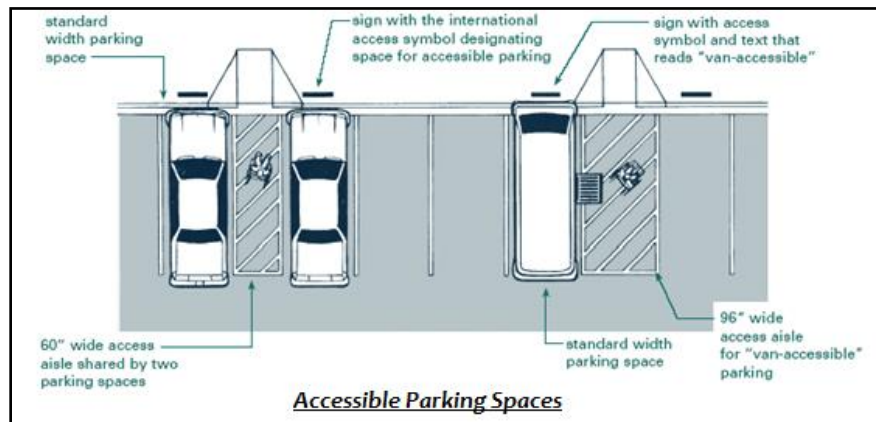 standard
width parking
space
sign with the international
access symbol designating
space for accessible parking
sign with access
symbol and text that
reads “van-accessible”
60” wide access
aisle shared by two
parking spaces
standard width
parking space
96” wide
access aisle
for “van-accessible”
parking
Accessible Parking Spaces